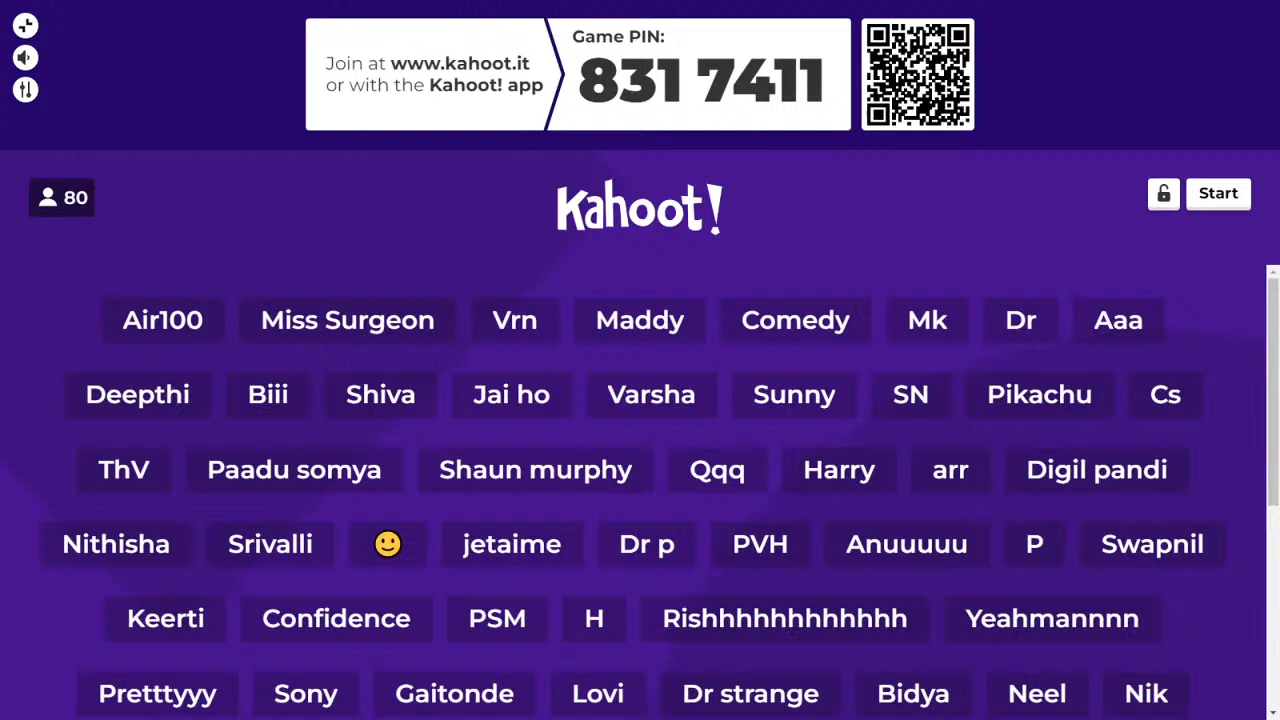 Join at www.kahoot.it
or with the Kahoot! app
Game PIN:
831 7411
80
Kahoot!
Start
Air100 Miss Surgeon Vrn Maddy Comedy Mk Dr Aaa
Deepthi Biii Shiva Jai ho Varsha Sunny SN Pikachu Cs
ThV Paadu somya Shaun murphy Qqq Harry arr Digil pandi
Nithisha Srivalli 🙂 jetaime Dr p PVH Anuuuuu P Swapnil
Keerti Confidence PSM H Rishhhhhhhhhhhh Yeahmannnn
Pretttyyy Sony Gaitonde Lovi Dr strange Bidya Neel Nik